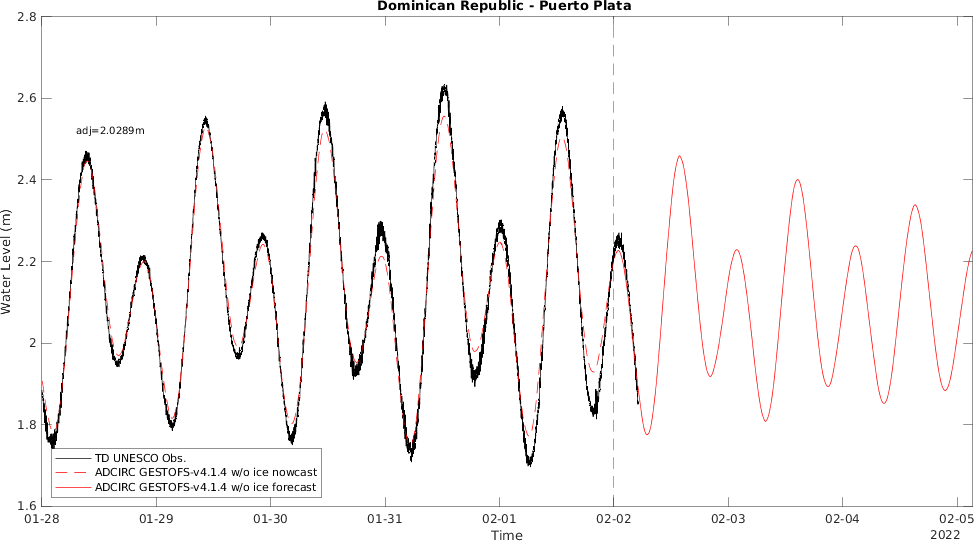 Dominican Republic - Puerto Plata
2.8
2.6
2.4
2.2
2
1.8
1.6
Water Level (m)
adj=2.0289m
TD UNESCO Obs.
ADCIRC GESTOFS-v4.1.4 w/o ice nowcast
ADCIRC GESTOFS-v4.1.4 w/o ice forecast
01-28 01-29 01-30 01-31 02-01 02-02 02-03 02-04 02-05
Time
2022